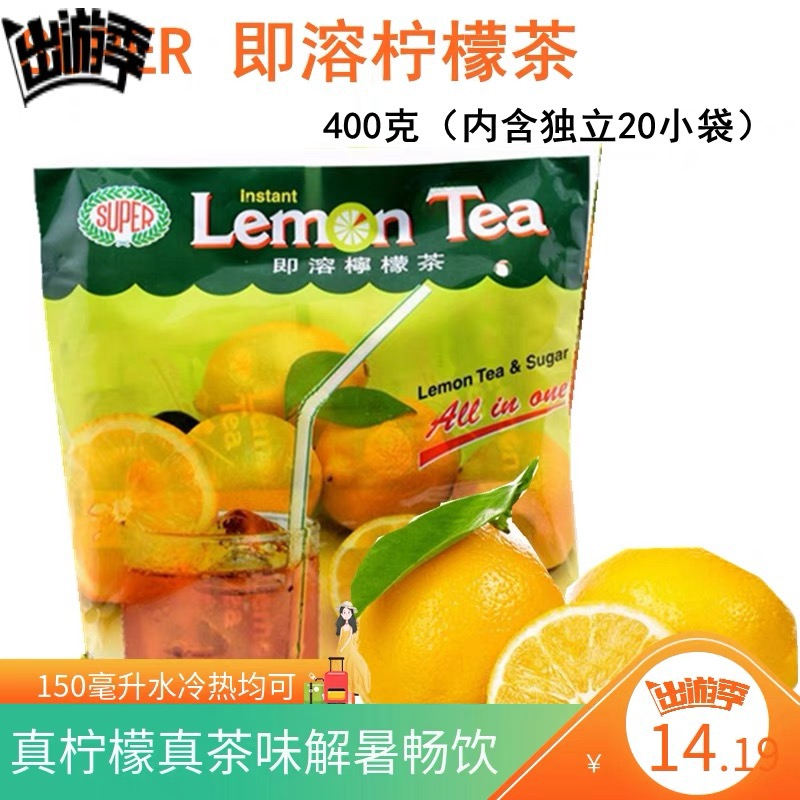 出游季
SUPER 即溶柠檬茶
400克（内含独立20小袋）
SUPER
Instant
Lemon Tea
即溶檸檬茶
Lemon Tea & Sugar
All in one
150毫升水冷热均可
真柠檬真茶味解暑畅饮
出游季
¥ 14.19